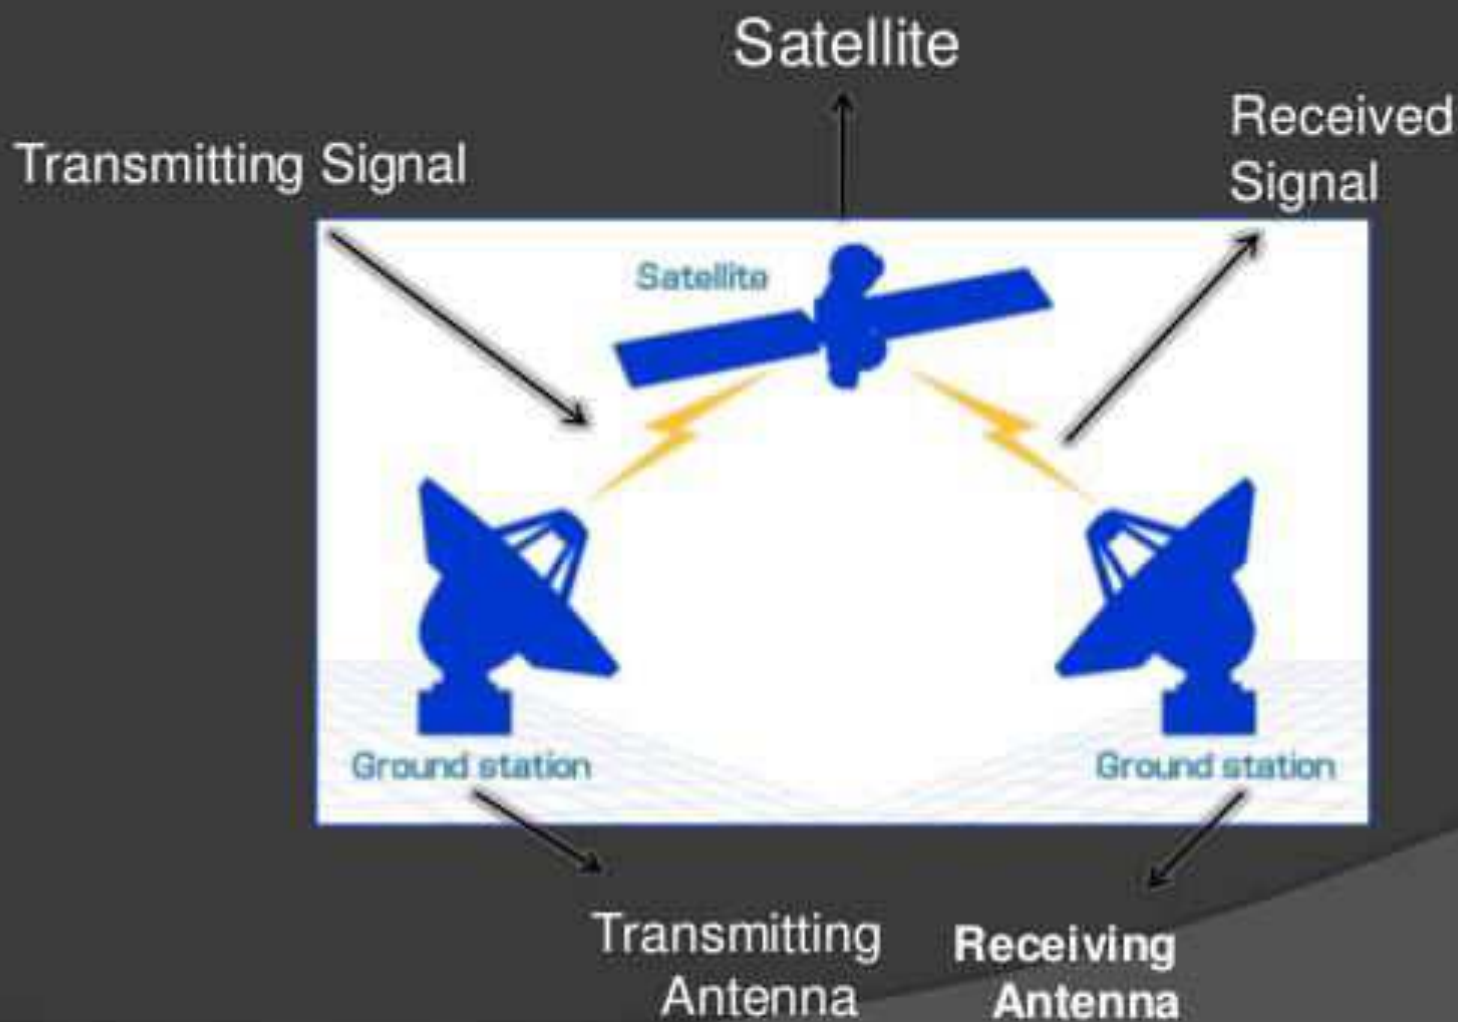 Satellite
Transmitting Signal
Received
Signal
Satellite
Ground station
Ground station
Transmitting
Antenna
Receiving
Antenna